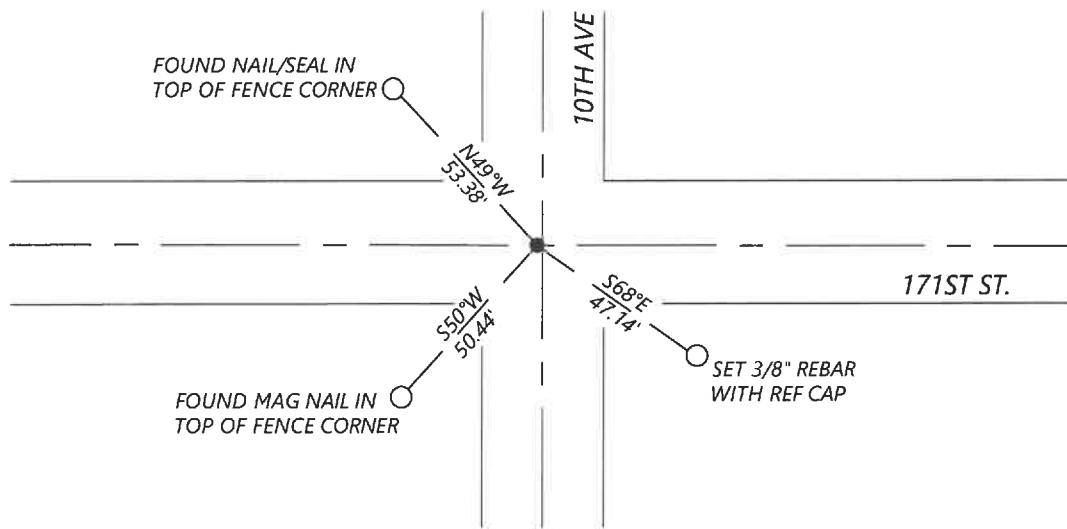 10TH AVE
FOUND NAIL/SEAL IN
TOP OF FENCE CORNER
N49°W
53.38'
171ST ST.
S68°E
47.14'
S50°W
50.44'
SET 3/8" REBAR
WITH REF CAP
FOUND MAG NAIL IN
TOP OF FENCE CORNER